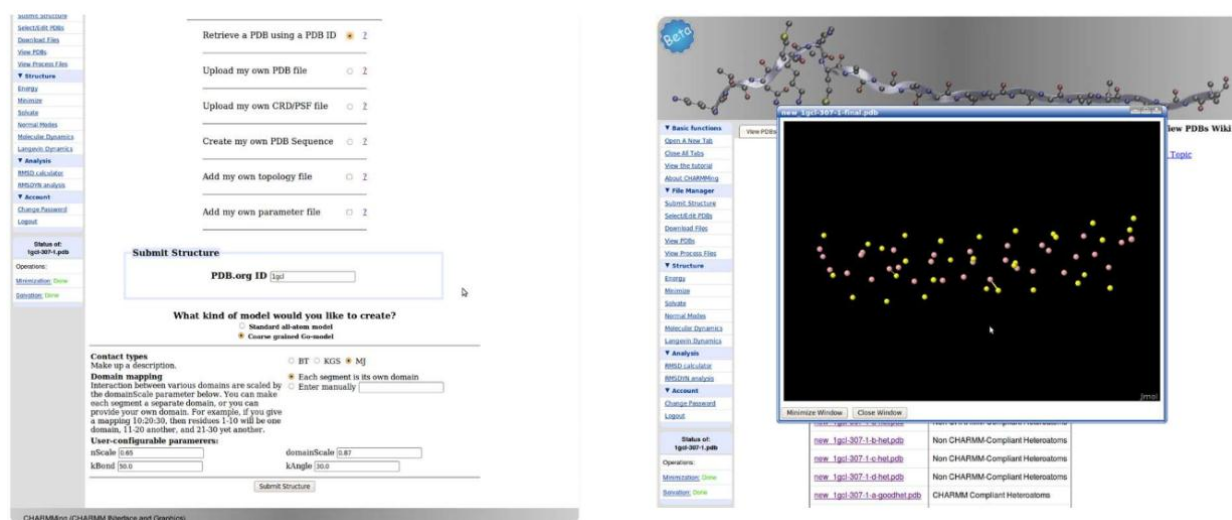 Submit Structure
Select/Edit PDBs
Download Files
View PDBs
View Process Files
▼ Structure
Energy
Minimize
Solvate
Normal Modes
Molecular Dynamics
Langevin Dynamics
▼ Analysis
RMSD calculator
RMSDYN analysis
▼ Account
Change Password
Logout
Status of:
1gcl-307-1.pdb
Operations:
Minimization: Done
Solvation: Done
Retrieve a PDB using a PDB ID ?
Upload my own PDB file ?
Upload my own CRD/PSF file ?
Create my own PDB Sequence ?
Add my own topology file ?
Add my own parameter file ?
Submit Structure
PDB.org ID 1gcl
What kind of model would you like to create?
Standard all-atom model
Coarse grained Go-model
Contact types
Make up a description.
BT KGS MJ
Domain mapping
Interaction between various domains are scaled by
the domainScale parameter below. You can make
each segment a separate domain, or you can
provide your own domain. For example, if you give
a mapping 10:20:30, then residues 1-10 will be one
domain, 11-20 another, and 21-30 yet another.
Each segment is its own domain
Enter manually
User-configurable paramerers:
nScale 0.65 domainScale 0.87
kBond 50.0 kAngle 30.0
Submit Structure
CHARMMing (CHARMM INterface and Graphics)
Beta
▼ Basic functions
Open A New Tab
Close All Tabs
View the tutorial
About CHARMMing
▼ File Manager
Submit Structure
Select/Edit PDBs
Download Files
View PDBs
View Process Files
▼ Structure
Energy
Minimize
Solvate
Normal Modes
Molecular Dynamics
Langevin Dynamics
▼ Analysis
RMSD calculator
RMSDYN analysis
▼ Account
Change Password
Logout
Status of:
1gcl-307-1.pdb
Operations:
Minimization: Done
Solvation: Done
View PDBs
new_1gcl-307-1-final.pdb
iew PDBs Wiki
Topic
Jmol
Minimize Window Close Window
Non CHARMM-Compliant Heteroatoms
new_1gcl-307-1-b-het.pdb Non CHARMM-Compliant Heteroatoms
new_1gcl-307-1-c-het.pdb Non CHARMM-Compliant Heteroatoms
new_1gcl-307-1-d-het.pdb Non CHARMM-Compliant Heteroatoms
new_1gcl-307-1-a-goodhet.pdb CHARMM Compliant Heteroatoms